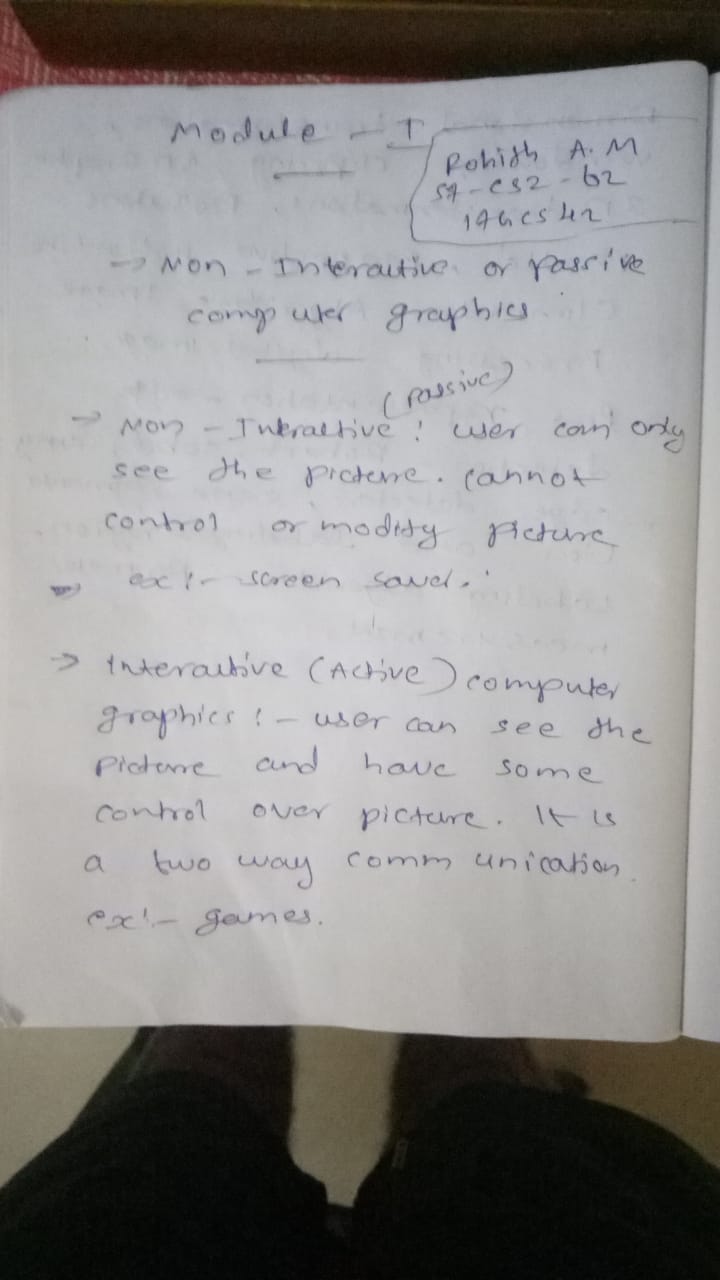 Module - I
Rohith A. M
S7 - CS2 - 62
→ Non - Interactive or Passive
computer graphics
(Passive)
→ Non - Interactive : user can only
see the picture. Cannot
control or modify picture
ex :- screen
→ Interactive (Active) computer
graphics :- user can see the
Picture and have some
control over picture. It is
a two way communication.
ex :- games.